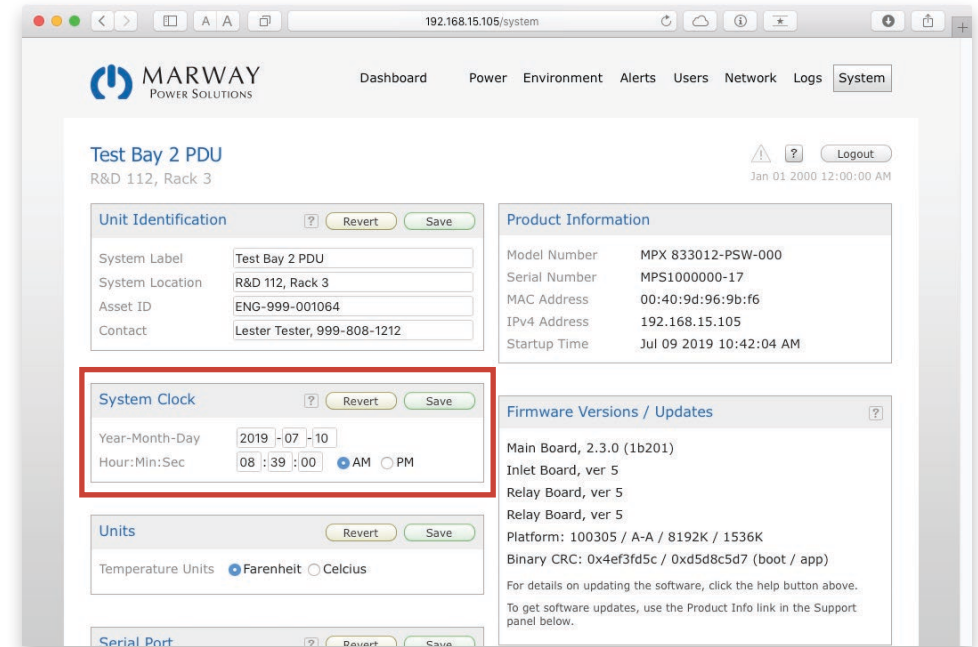 192.168.15.105/system
MARWAY
POWER SOLUTIONS
Dashboard Power Environment Alerts Users Network Logs System
Test Bay 2 PDU
R&D 112, Rack 3
? Logout
Jan 01 2000 12:00:00 AM
Unit Identification ? Revert Save
System Label Test Bay 2 PDU
System Location R&D 112, Rack 3
Asset ID ENG-999-001064
Contact Lester Tester, 999-808-1212
Product Information
Model Number MPX 833012-PSW-000
Serial Number MPS1000000-17
MAC Address 00:40:9d:96:9b:f6
IPv4 Address 192.168.15.105
Startup Time Jul 09 2019 10:42:04 AM
System Clock ? Revert Save
Year-Month-Day 2019 - 07 - 10
Hour:Min:Sec 08 : 39 : 00 AM PM
Firmware Versions / Updates ?
Main Board, 2.3.0 (1b201)
Inlet Board, ver 5
Relay Board, ver 5
Relay Board, ver 5
Platform: 100305 / A-A / 8192K / 1536K
Binary CRC: 0x4ef3fd5c / 0xd5d8c5d7 (boot / app)
For details on updating the software, click the help button above.
To get software updates, use the Product Info link in the Support
panel below.
Units Revert Save
Temperature Units Farenheit Celcius
Serial Port ? Revert Save